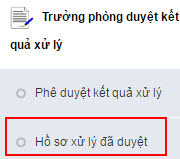 Trưởng phòng duyệt kết
quả xử lý
Phê duyệt kết quả xử lý
Hồ sơ xử lý đã duyệt